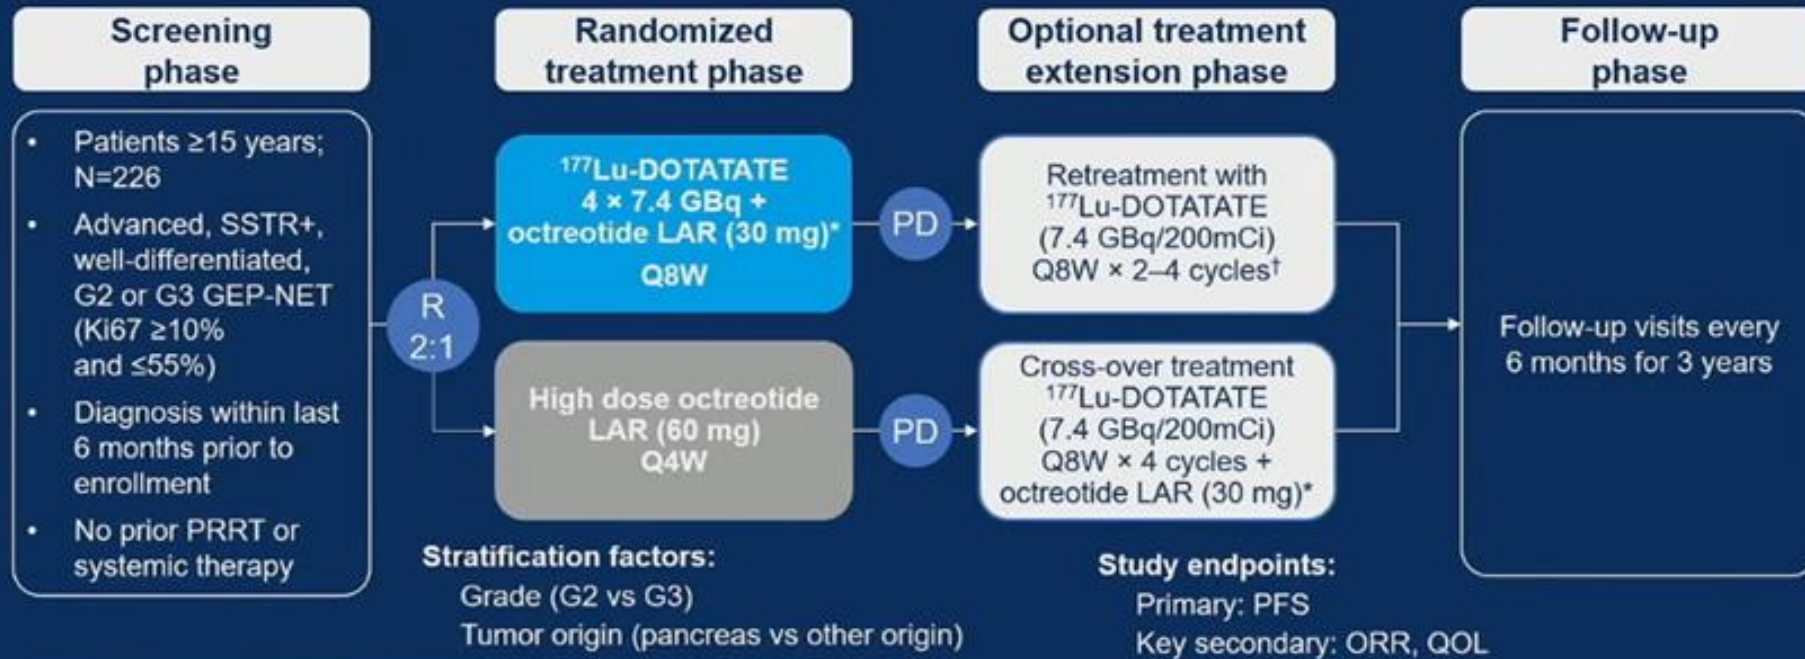 Screening
phase
• Patients ≥15 years;
N=226
• Advanced, SSTR+,
well-differentiated,
G2 or G3 GEP-NET
(Ki67 ≥10%
and ≤55%)
• Diagnosis within last
6 months prior to
enrollment
• No prior PRRT or
systemic therapy
R
2:1
Randomized
treatment phase
¹⁷⁷Lu-DOTATATE
4 × 7.4 GBq +
octreotide LAR (30 mg)*
Q8W
High dose octreotide
LAR (60 mg)
Q4W
Stratification factors:
Grade (G2 vs G3)
Tumor origin (pancreas vs other origin)
PD
PD
Optional treatment
extension phase
Retreatment with
¹⁷⁷Lu-DOTATATE
(7.4 GBq/200mCi)
Q8W × 2–4 cycles†
Cross-over treatment
¹⁷⁷Lu-DOTATATE
(7.4 GBq/200mCi)
Q8W × 4 cycles +
octreotide LAR (30 mg)*
Study endpoints:
Primary: PFS
Key secondary: ORR, QOL
Follow-up
phase
Follow-up visits every
6 months for 3 years